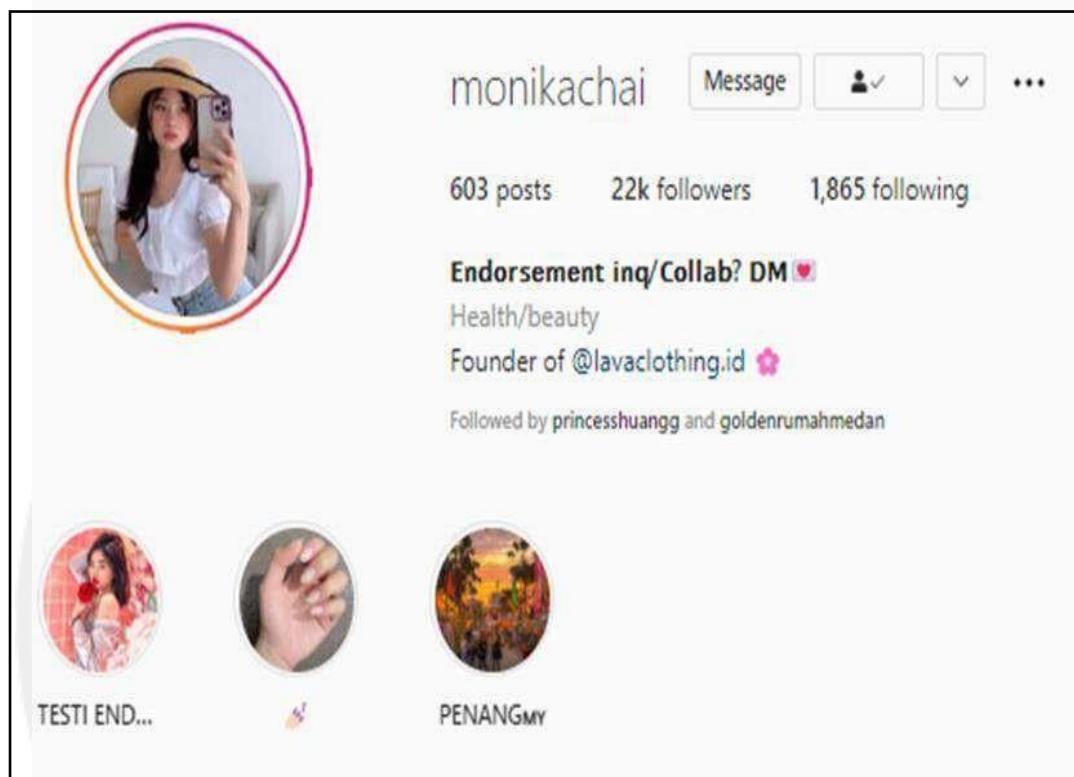 monikachai Message
603 posts 22k followers 1,865 following
Endorsement inq/Collab? DM💌
Health/beauty
Founder of @lavaclothing.id 🌸
Followed by princesshuangg and goldenrumahmedan
TESTI END... 💅 PENANGMY